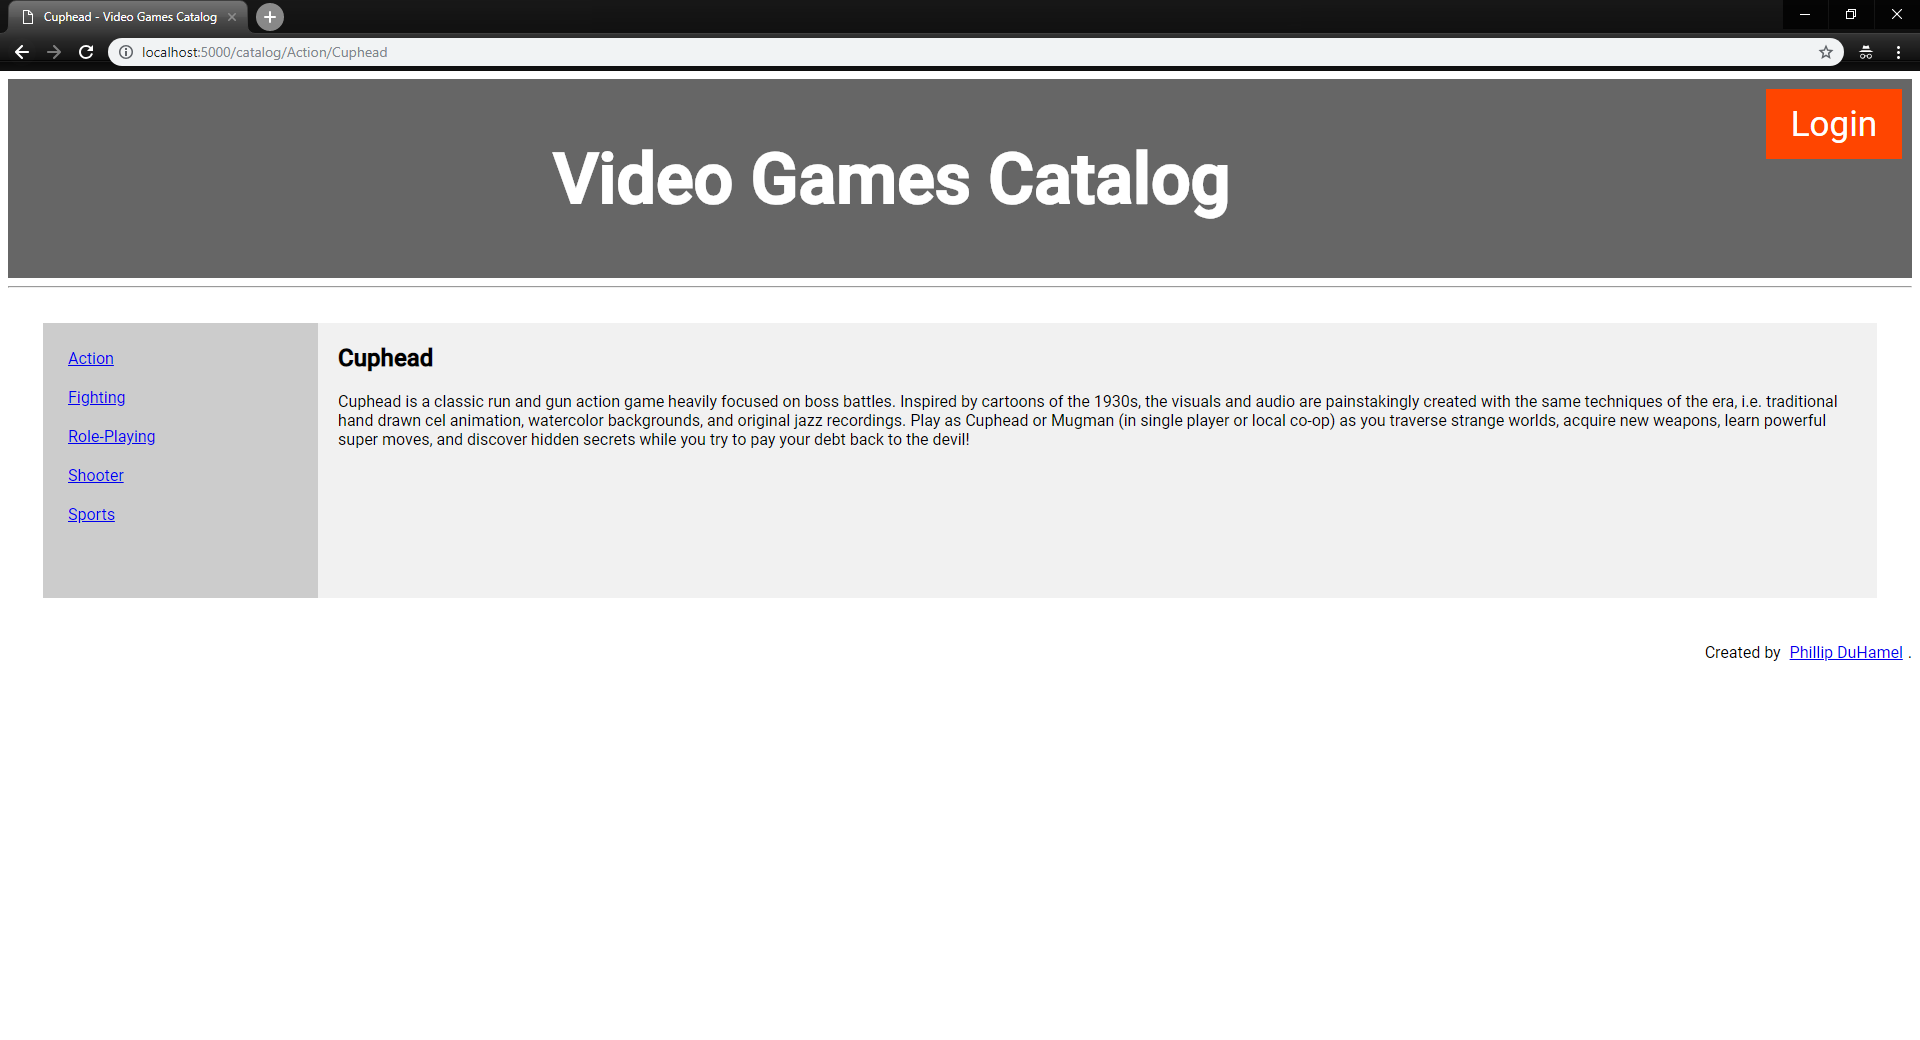 Cuphead - Video Games Catalog
localhost:5000/catalog/Action/Cuphead
Login
Video Games Catalog
Action
Fighting
Role-Playing
Shooter
Sports
Cuphead
Cuphead is a classic run and gun action game heavily focused on boss battles. Inspired by cartoons of the 1930s, the visuals and audio are painstakingly created with the same techniques of the era, i.e. traditional
hand drawn cel animation, watercolor backgrounds, and original jazz recordings. Play as Cuphead or Mugman (in single player or local co-op) as you traverse strange worlds, acquire new weapons, learn powerful
super moves, and discover hidden secrets while you try to pay your debt back to the devil!
Created by Phillip DuHamel .